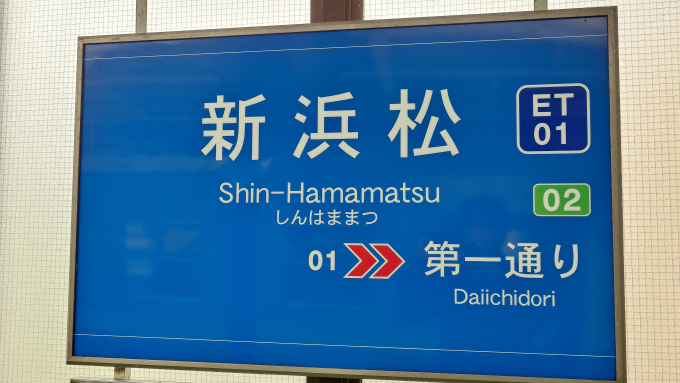 新浜松
ET
01
Shin-Hamamatsu
しんはままつ
02
01 第一通り
Daiichidori